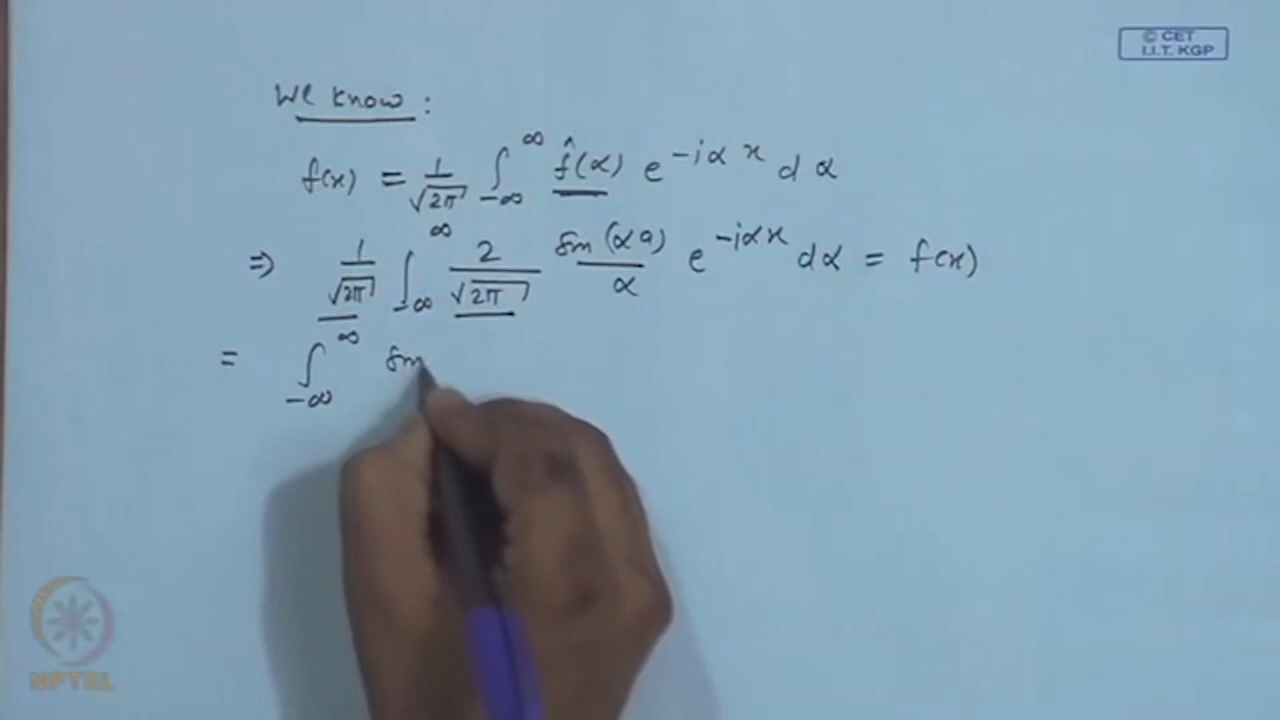 © CET
I.I.T. KGP
We know :
f(x) = 1/√2π ∫_{-∞}^{∞} f̂(α) e^{-iαx} dα
⇒ 1/√2π ∫_{-∞}^{∞} 2/√2π sin(αa)/α e^{-iαx} dα = f(x)
= ∫_{-∞}^{∞} sin
NPTEL